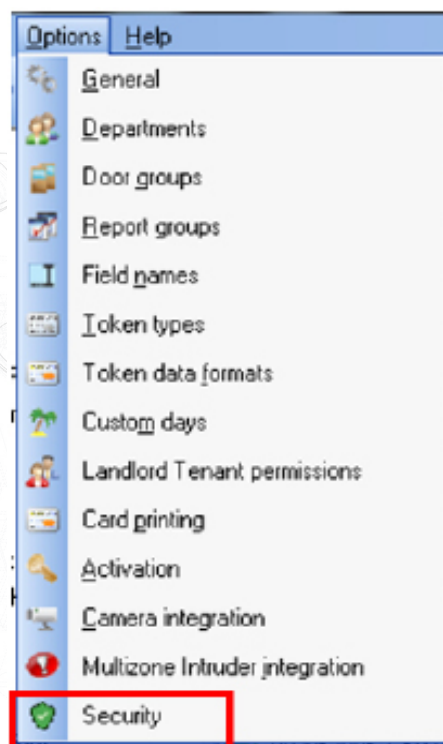 Options Help
General
Departments
Door groups
Report groups
Field names
Token types
Token data formats
Custom days
Landlord Tenant permissions
Card printing
Activation
Camera integration
Multizone Intruder integration
Security